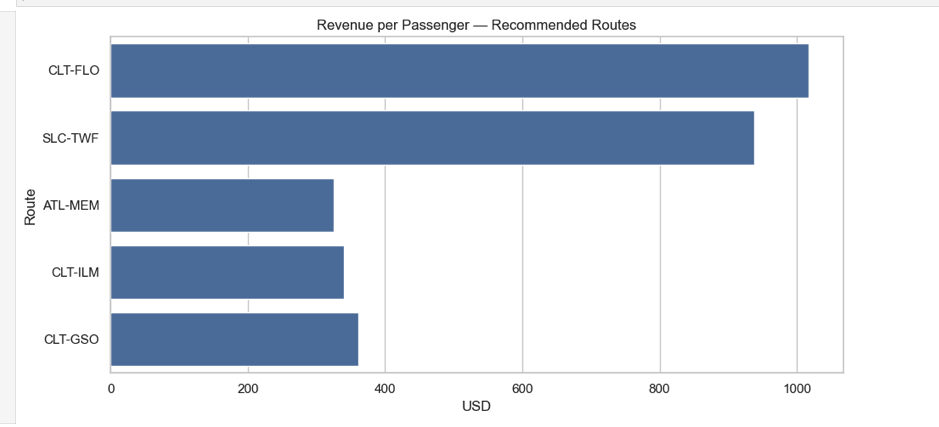 Revenue per Passenger — Recommended Routes
CLT-FLO
SLC-TWF
ATL-MEM
CLT-ILM
CLT-GSO
Route
0 200 400 600 800 1000
USD